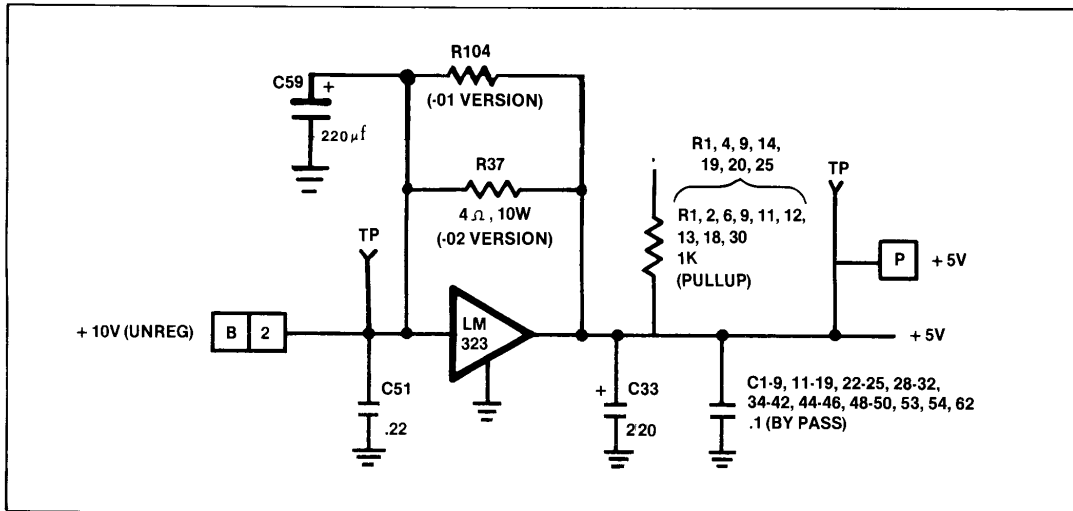 R104
(-01 VERSION)
C59
+
220µf
R37
4 Ω, 10W
(-02 VERSION)
R1, 4, 9, 14,
19, 20, 25
R1, 2, 6, 9, 11, 12,
13, 18, 30
1K
(PULLUP)
TP
P
+ 5V
TP
+ 10V (UNREG)
B
2
LM
323
+ 5V
C51
.22
+
C33
220
C1-9, 11-19, 22-25, 28-32,
34-42, 44-46, 48-50, 53, 54, 62
.1 (BY PASS)